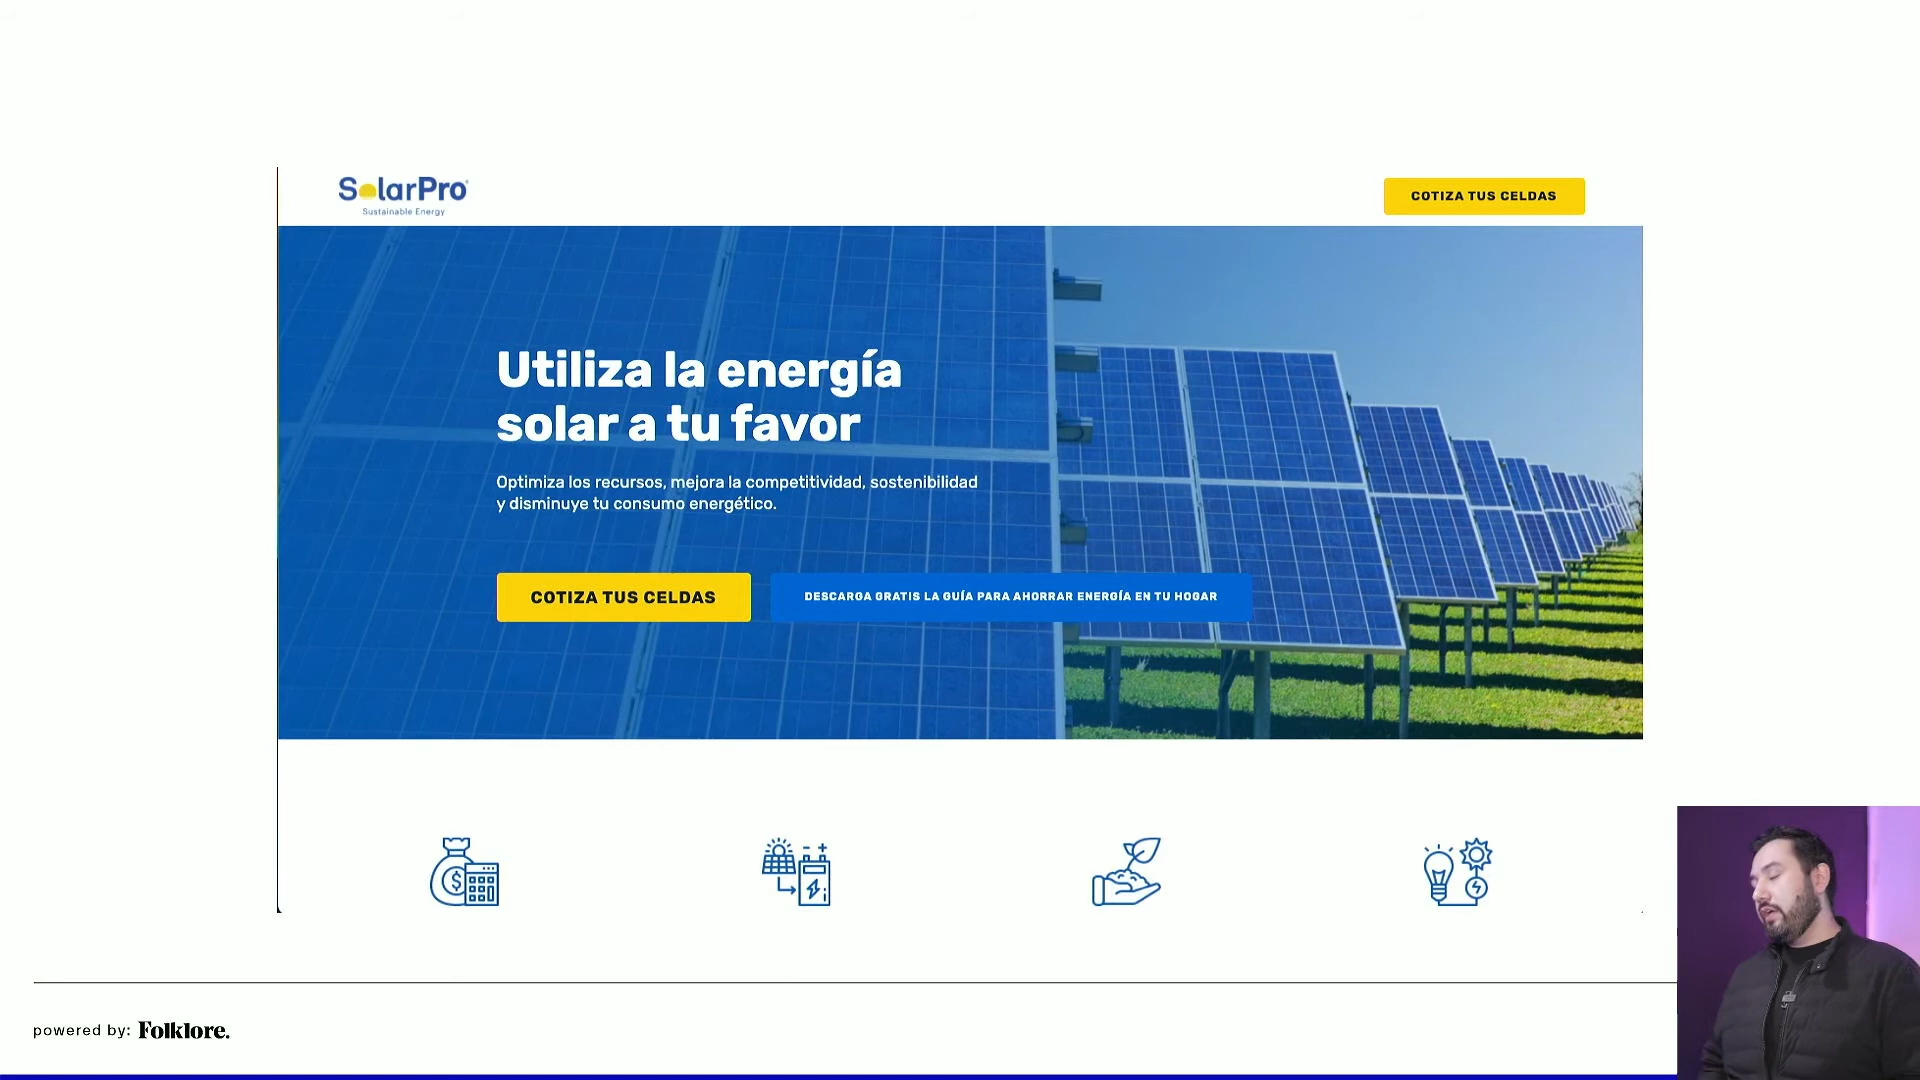 SolarPro
Sustainable Energy
COTIZA TUS CELDAS
Utiliza la energía
solar a tu favor
Optimiza los recursos, mejora la competitividad, sostenibilidad
y disminuye tu consumo energético.
COTIZA TUS CELDAS
DESCARGA GRATIS LA GUÍA PARA AHORRAR ENERGÍA EN TU HOGAR
powered by: Folklore.